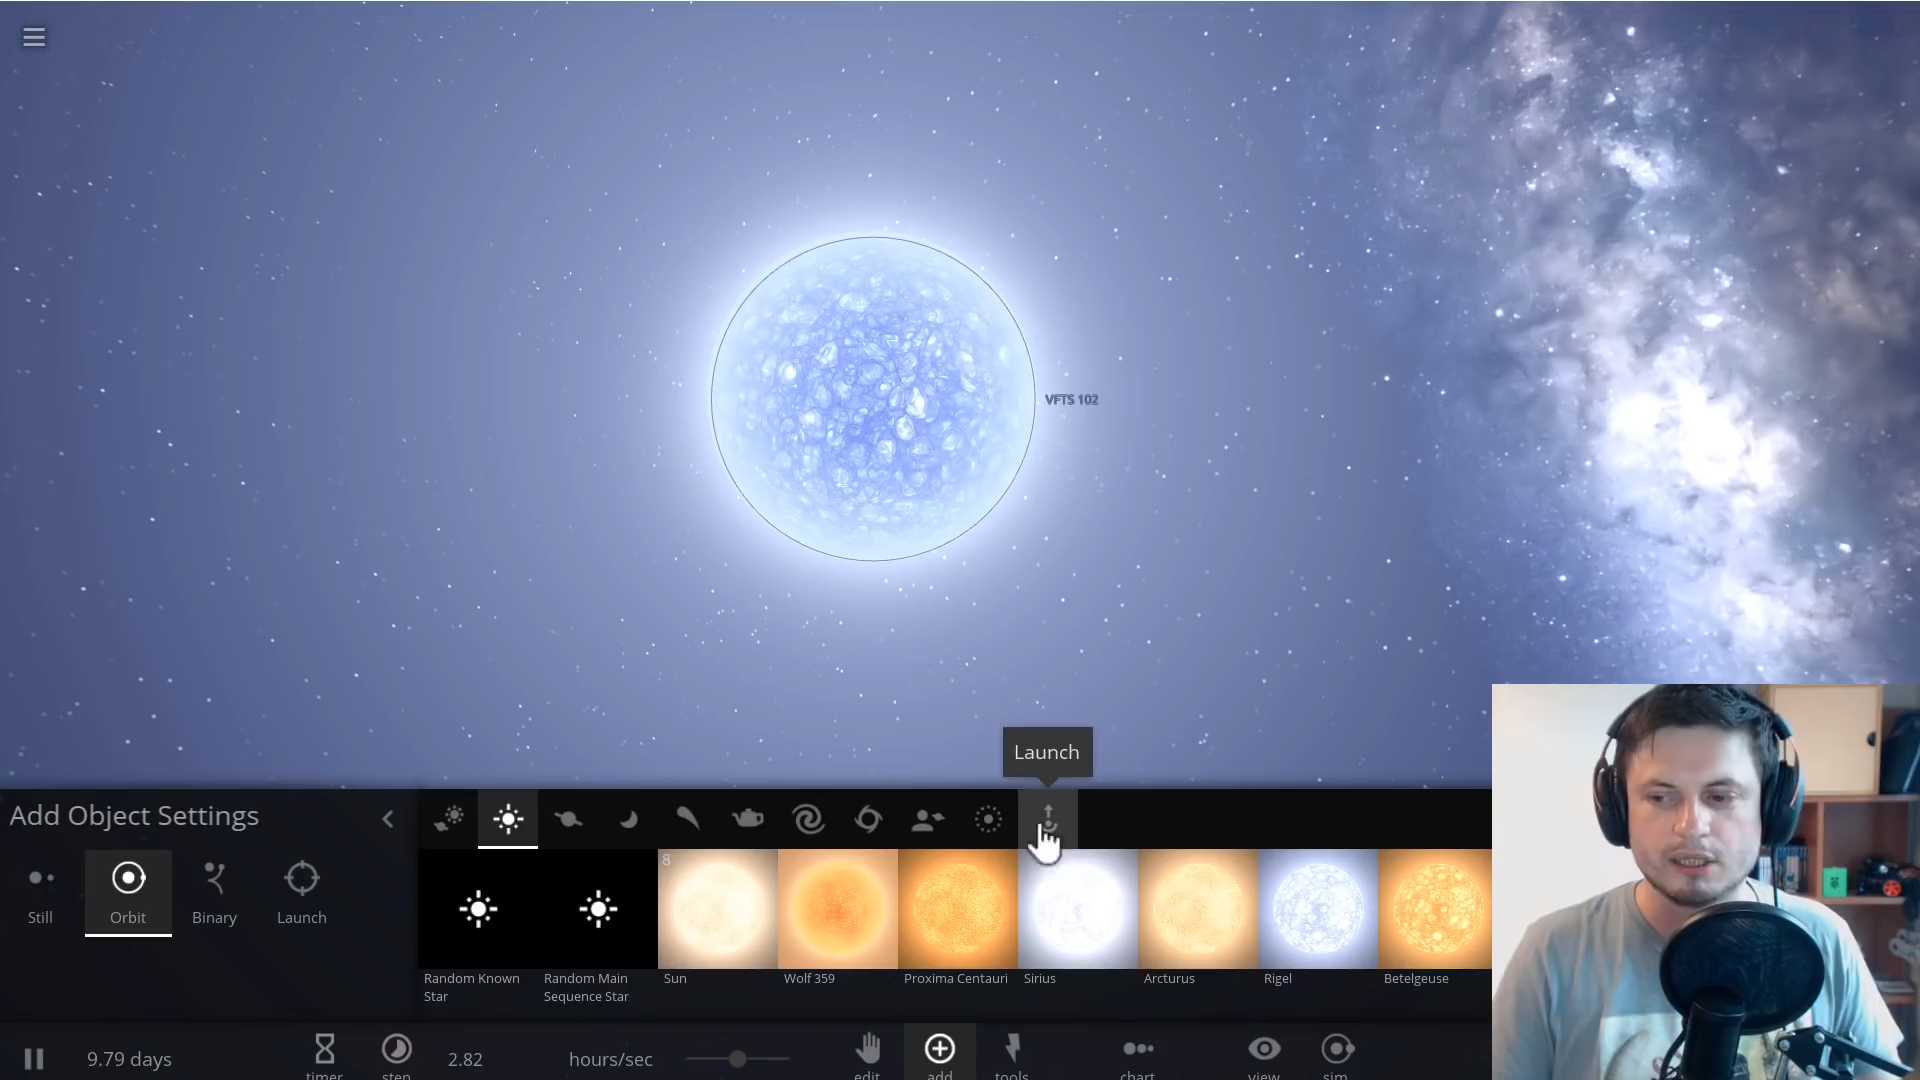 VFTS 102
Launch
Add Object Settings
Still
Orbit
Binary
Launch
8
Random Known
Star
Random Main
Sequence Star
Sun
Wolf 359
Proxima Centauri
Sirius
Arcturus
Rigel
Betelgeuse
9.79 days
timer
step
2.82
hours/sec
edit
add
tools
chart
view
sim